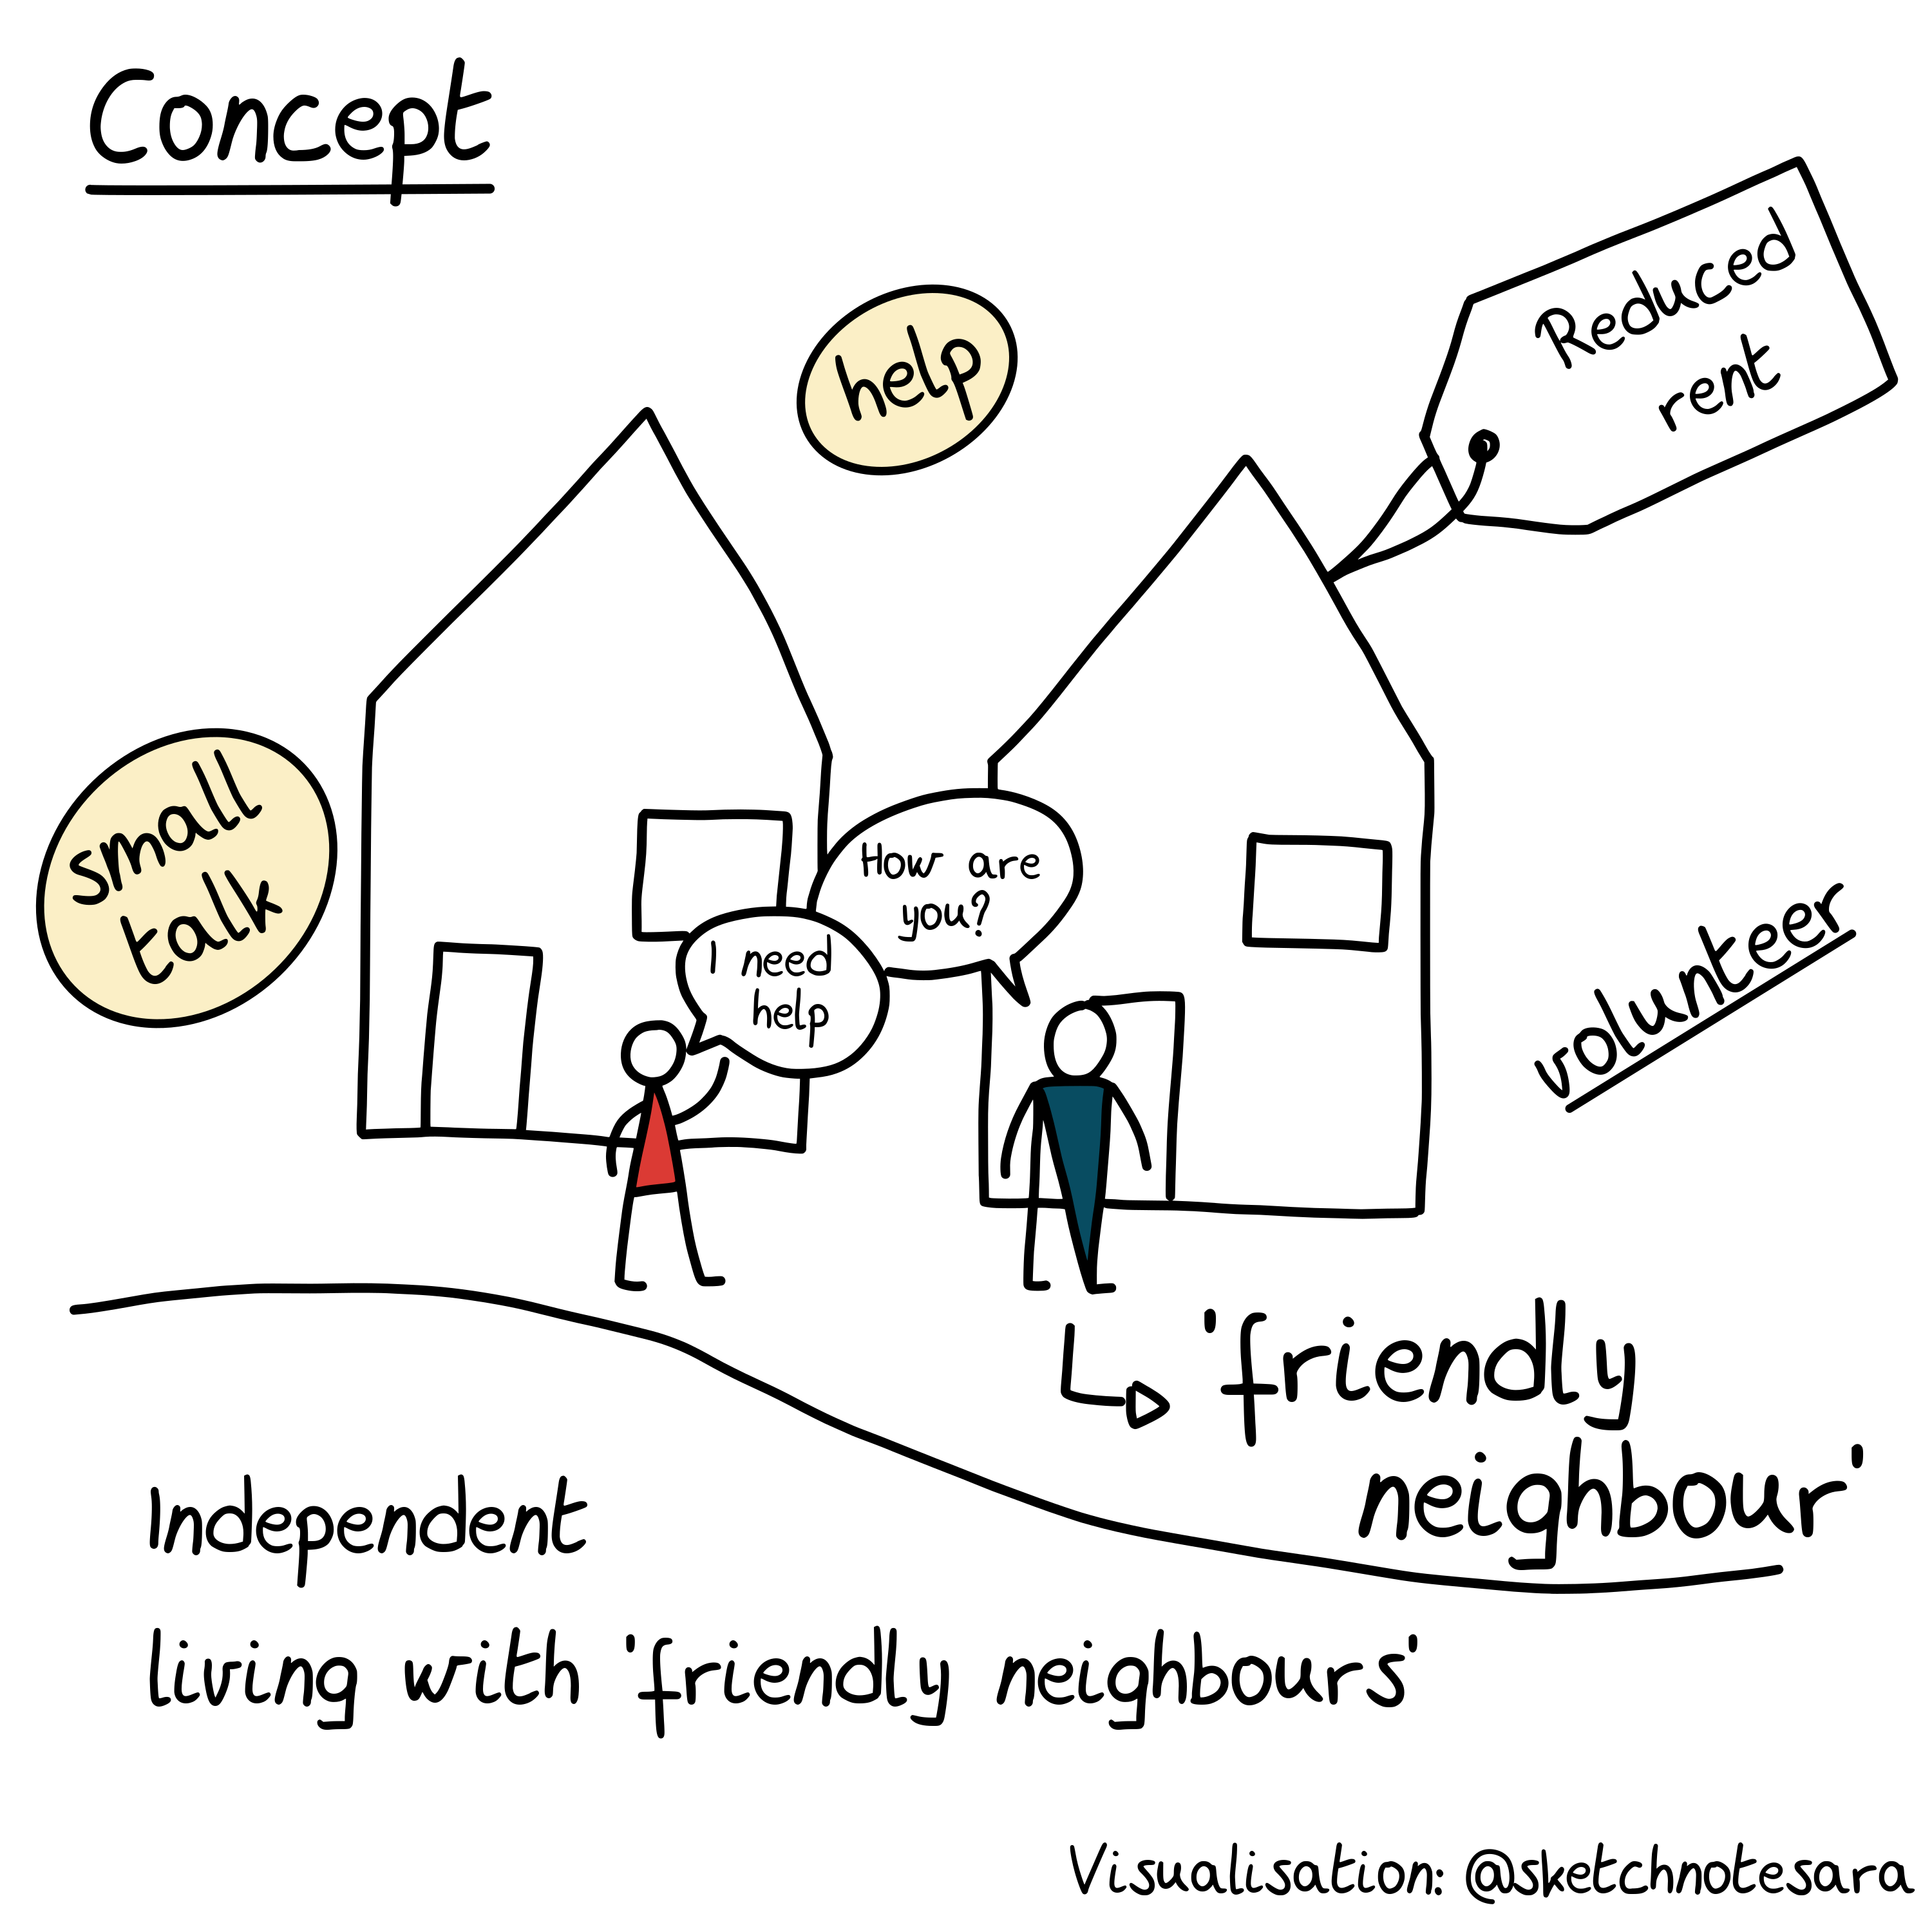 Concept
Reduced
rent
help
small
talk
How are
you?
I need
help
volunteer
'friendly
neighbour'
Independent
living with 'friendly neighbours'
Visualisation: @sketchnotesara